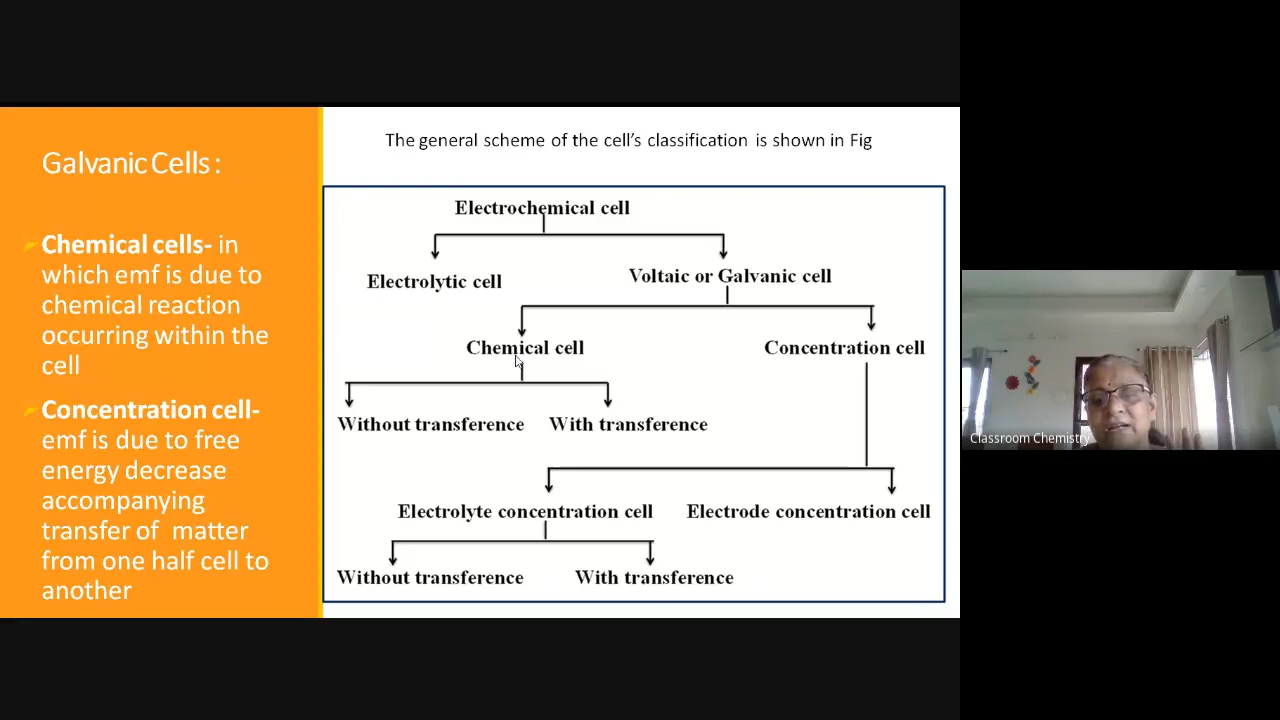 Galvanic Cells :
Chemical cells- in
which emf is due to
chemical reaction
occurring within the
cell
Concentration cell-
emf is due to free
energy decrease
accompanying
transfer of matter
from one half cell to
another
The general scheme of the cell's classification is shown in Fig
Electrochemical cell
Electrolytic cell
Voltaic or Galvanic cell
Chemical cell
Concentration cell
Without transference
With transference
Electrolyte concentration cell
Electrode concentration cell
Without transference
With transference
Classroom Chemistry